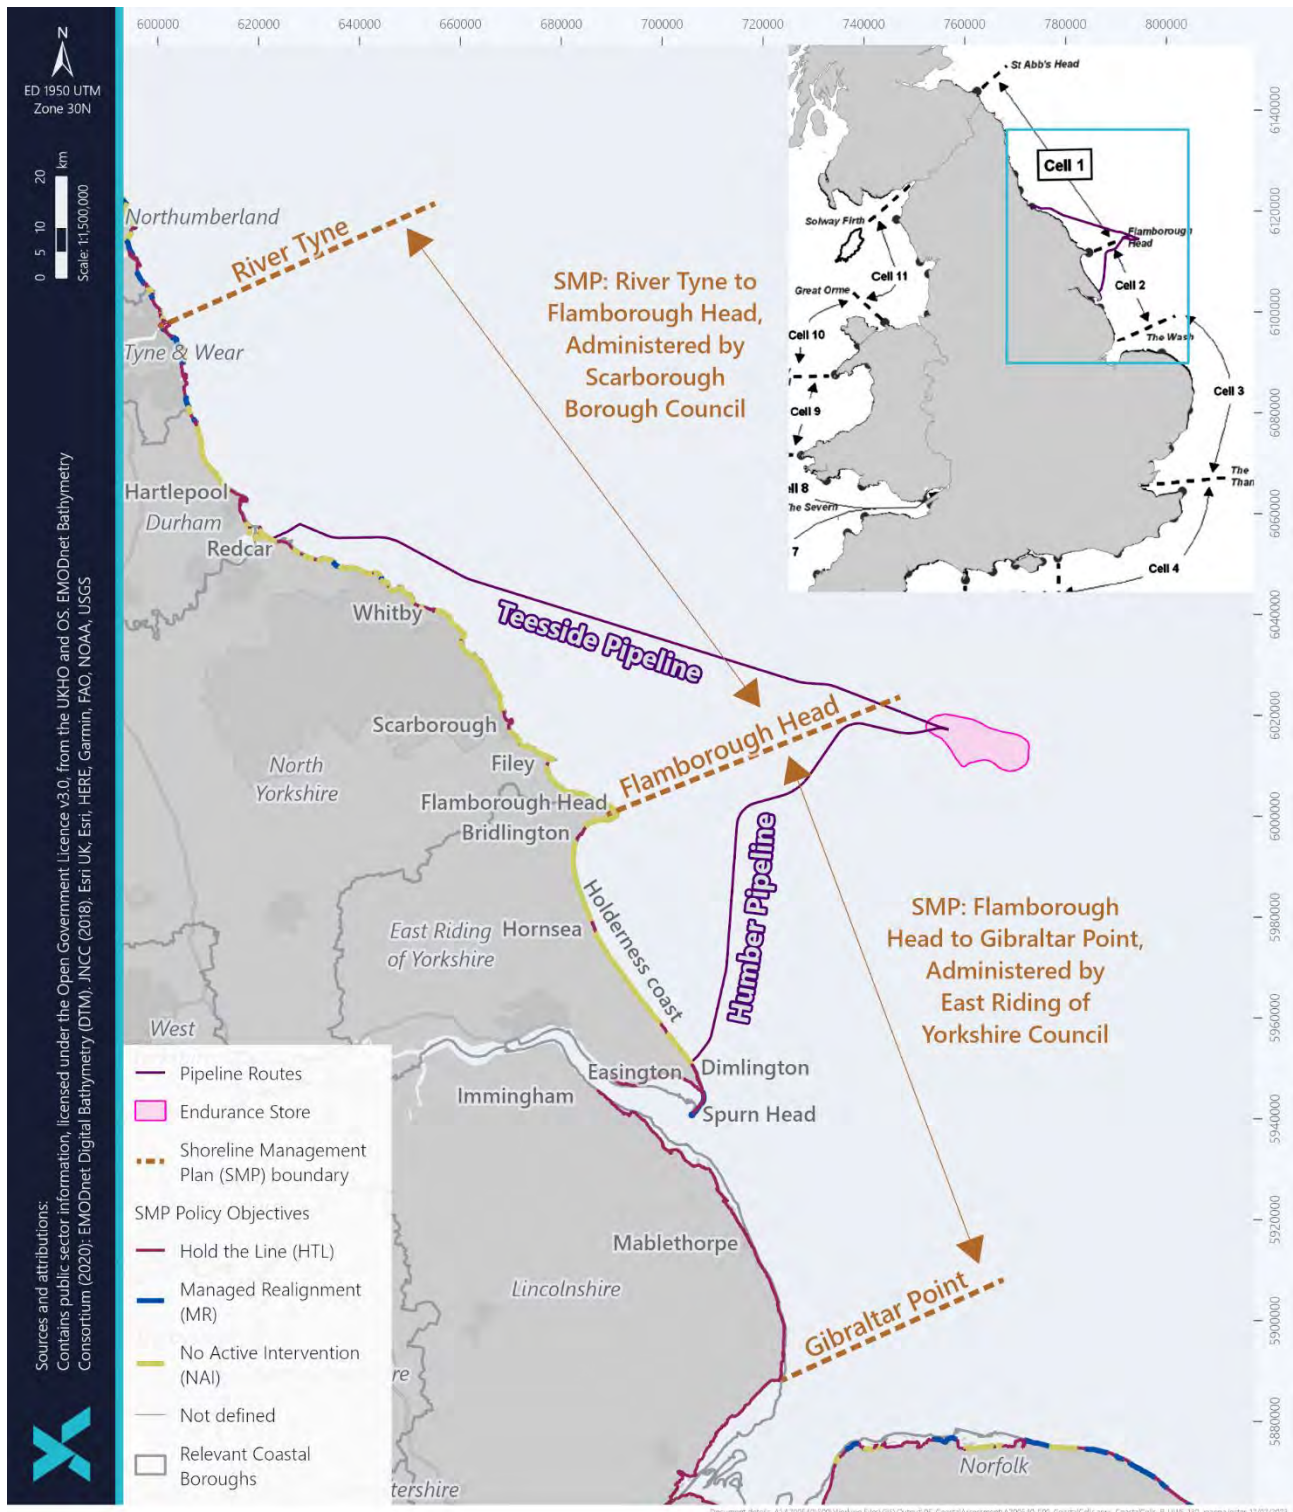 600000
620000
640000
660000
680000
700000
720000
740000
760000
780000
800000
N
ED 1950 UTM
Zone 30N
0 5 10 20
km
Scale: 1:1,500,000
Sources and attributions:
Contains public sector information, licensed under the Open Government Licence v3.0, from the UKHO and OS. EMODnet Bathymetry
Consortium (2020): EMODnet Digital Bathymetry (DTM). JNCC (2018). Esri UK, Esri, HERE, Garmin, FAO, NOAA, USGS
St Abb's Head
Cell 1
Solway Firth
Flamborough
Head
Cell 11
Cell 2
Great Orme
Cell 10
The Wash
Cell 3
Cell 9
ell 8
The Severn
The
Than
7
Cell 4
6140000
6120000
6100000
6080000
6060000
6040000
6020000
6000000
5980000
5960000
5940000
5920000
5900000
5880000
Northumberland
River Tyne
Tyne & Wear
SMP: River Tyne to
Flamborough Head,
Administered by
Scarborough
Borough Council
Hartlepool
Durham
Redcar
Whitby
Teesside Pipeline
Scarborough
Flamborough Head
North
Yorkshire
Filey
Flamborough Head
Bridlington
Holderness coast
Humber Pipeline
East Riding
of Yorkshire
Hornsea
SMP: Flamborough
Head to Gibraltar Point,
Administered by
East Riding of
Yorkshire Council
West
Easington
Dimlington
Immingham
Spurn Head
Mablethorpe
Lincolnshire
Gibraltar Point
re
tershire
Norfolk
Pipeline Routes
Endurance Store
Shoreline Management
Plan (SMP) boundary
SMP Policy Objectives
Hold the Line (HTL)
Managed Realignment
(MR)
No Active Intervention
(NAI)
Not defined
Relevant Coastal
Boroughs